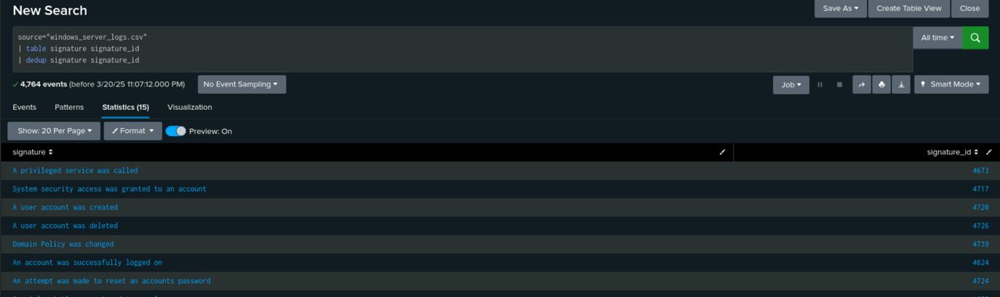 New Search
Save As Create Table View Close
source="windows_server_logs.csv"
| table signature signature_id
| dedup signature signature_id
All time
4,764 events (before 3/20/25 11:07:12.000 PM) No Event Sampling Job Smart Mode
Events Patterns Statistics (15) Visualization
Show: 20 Per Page Format Preview: On
signature signature_id
A privileged service was called 4673
System security access was granted to an account 4717
A user account was created 4720
A user account was deleted 4726
Domain Policy was changed 4739
An account was successfully logged on 4624
An attempt was made to reset an accounts password 4724